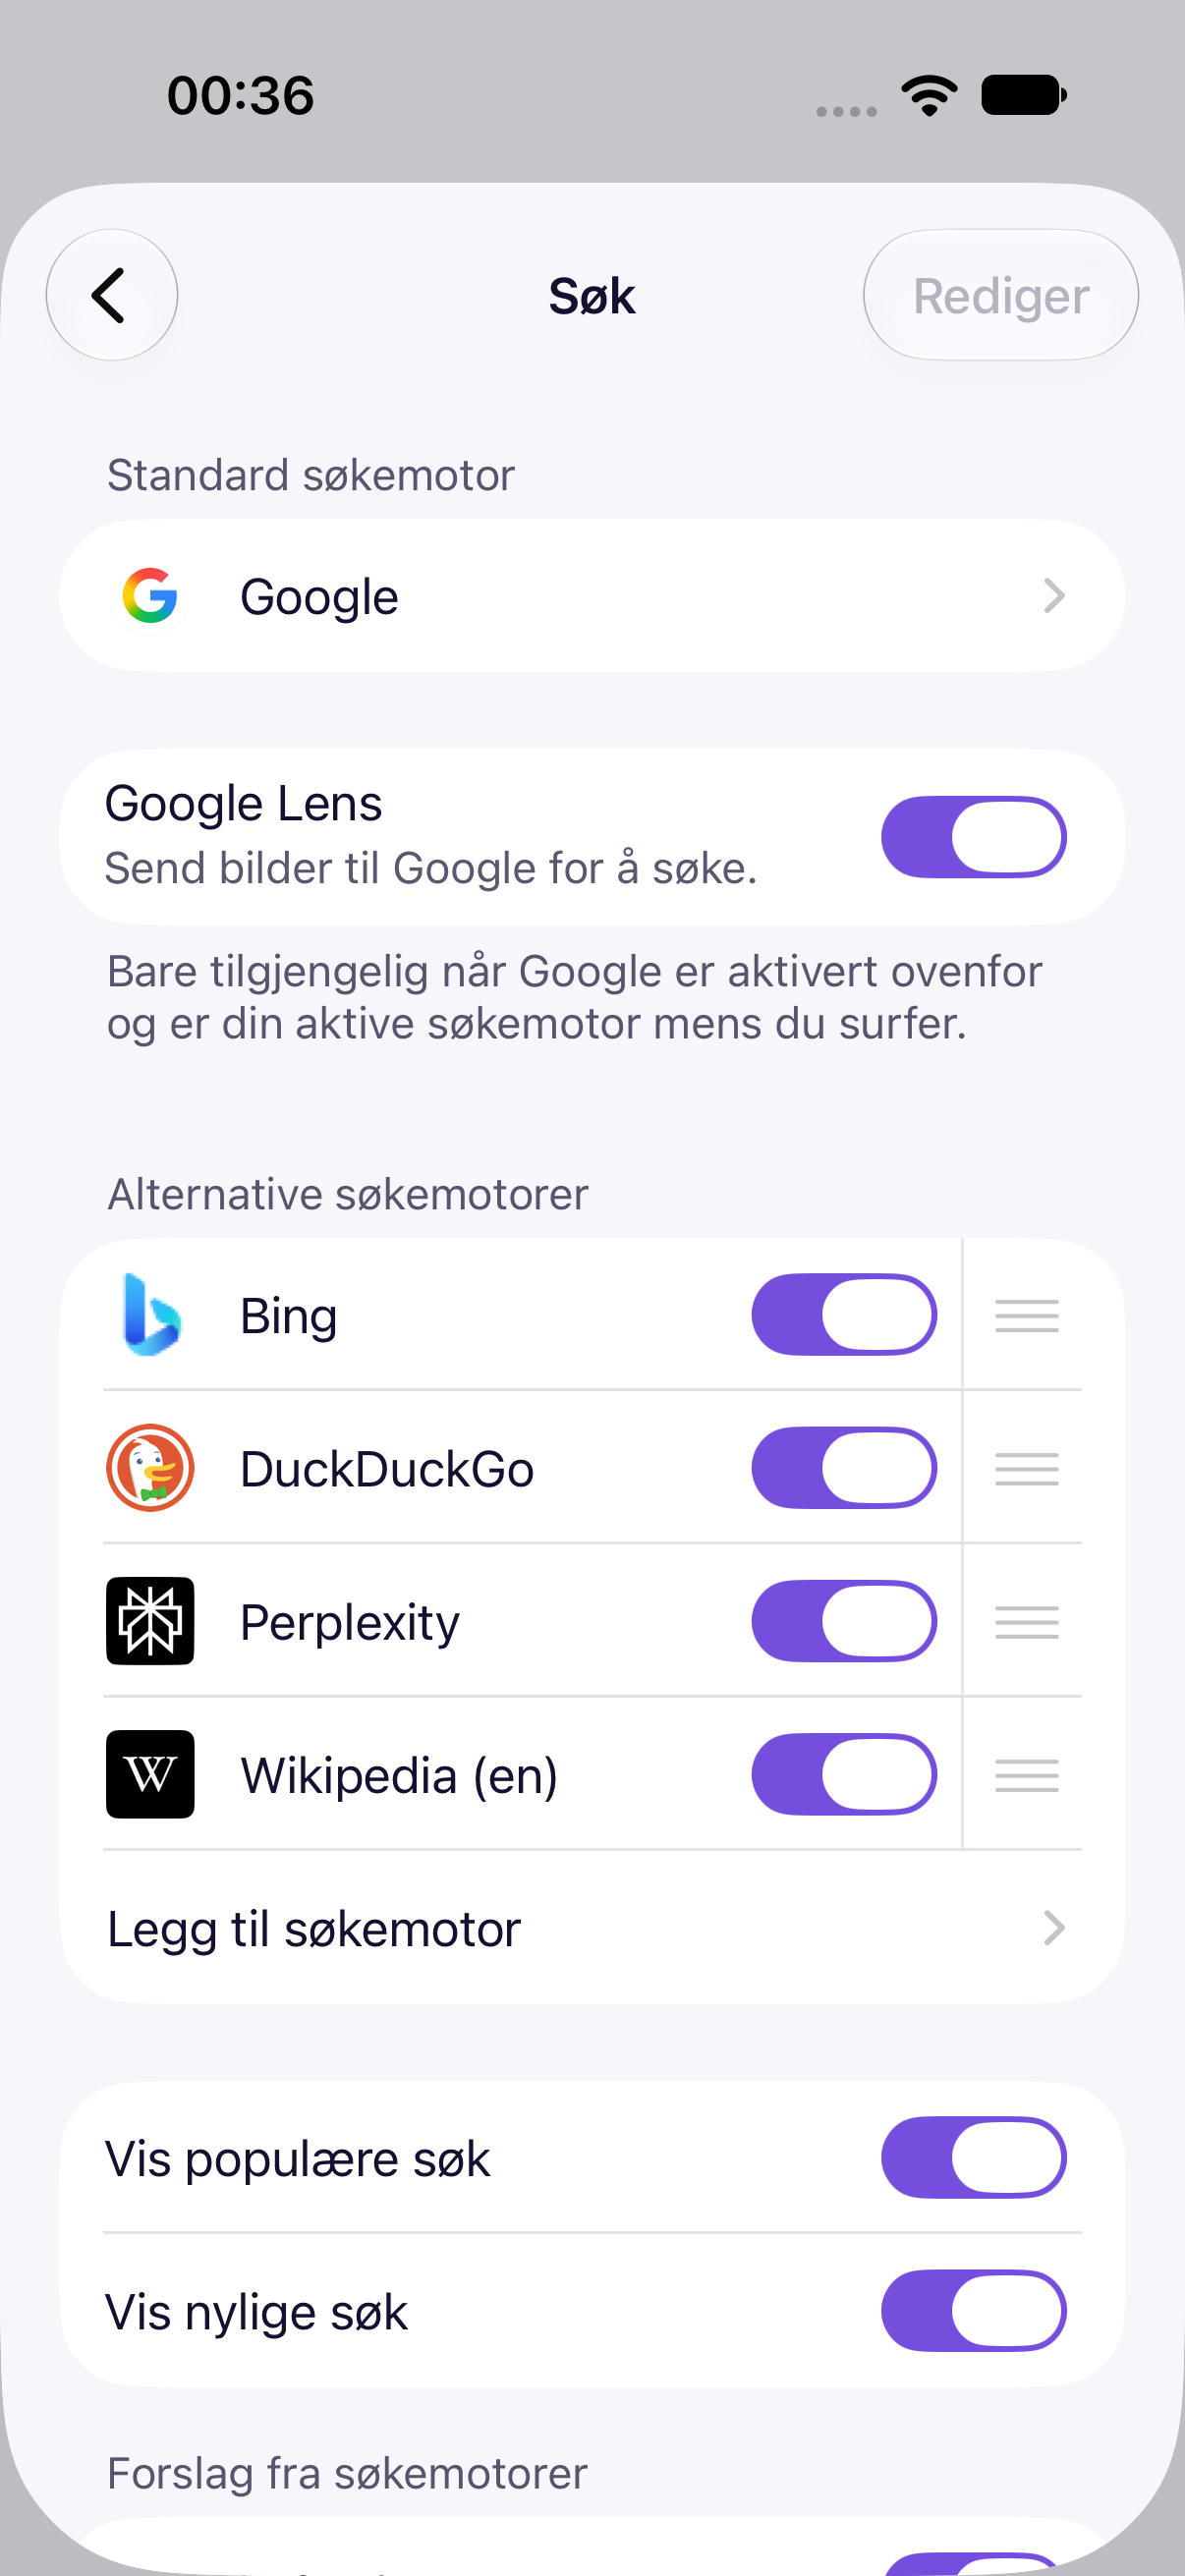 00:36
Søk
Rediger
Standard søkemotor
Google
Google Lens
Send bilder til Google for å søke.
Bare tilgjengelig når Google er aktivert ovenfor
og er din aktive søkemotor mens du surfer.
Alternative søkemotorer
Bing
DuckDuckGo
Perplexity
Wikipedia (en)
Legg til søkemotor
Vis populære søk
Vis nylige søk
Forslag fra søkemotorer